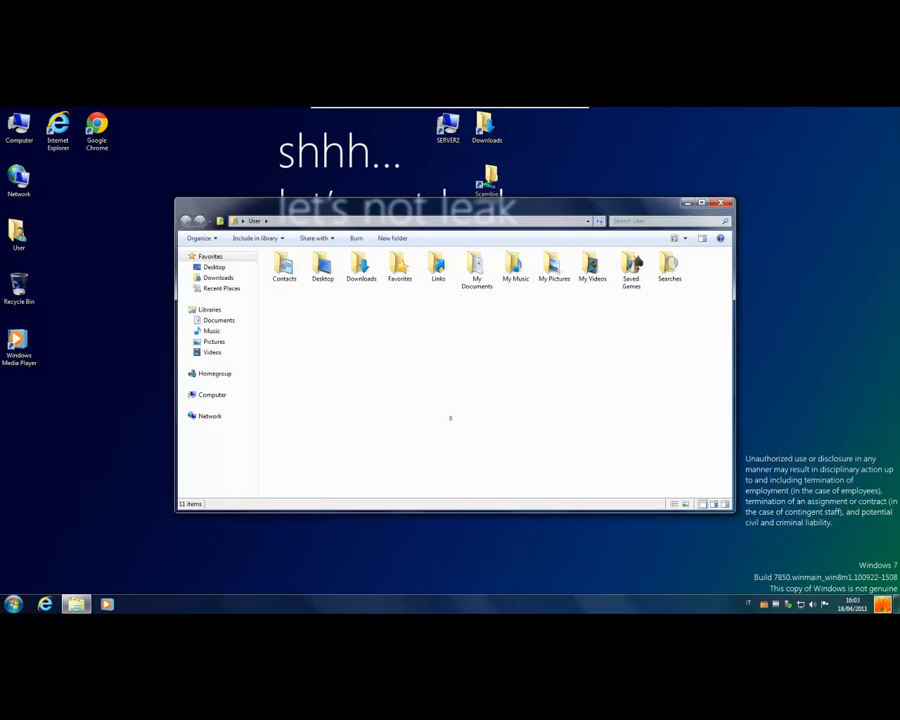 shhh...
let's not leak
Computer
Internet Explorer
Google Chrome
SERVER2
Downloads
Network
Scambio
User
Recycle Bin
Windows Media Player
User
Search User
Organize
Include in library
Share with
Burn
New folder
Favorites
Desktop
Downloads
Recent Places
Libraries
Documents
Music
Pictures
Videos
Homegroup
Computer
Network
Contacts
Desktop
Downloads
Favorites
Links
My Documents
My Music
My Pictures
My Videos
Saved Games
Searches
11 items
Unauthorized use or disclosure in any
manner may result in disciplinary action up
to and including termination of
employment (in the case of employees),
termination of an assignment or contract (in
the case of contingent staff), and potential
civil and criminal liability.
Windows 7
Build 7850.winmain_win8m1.100922-1508
This copy of Windows is not genuine
IT
16:03
18/04/2011